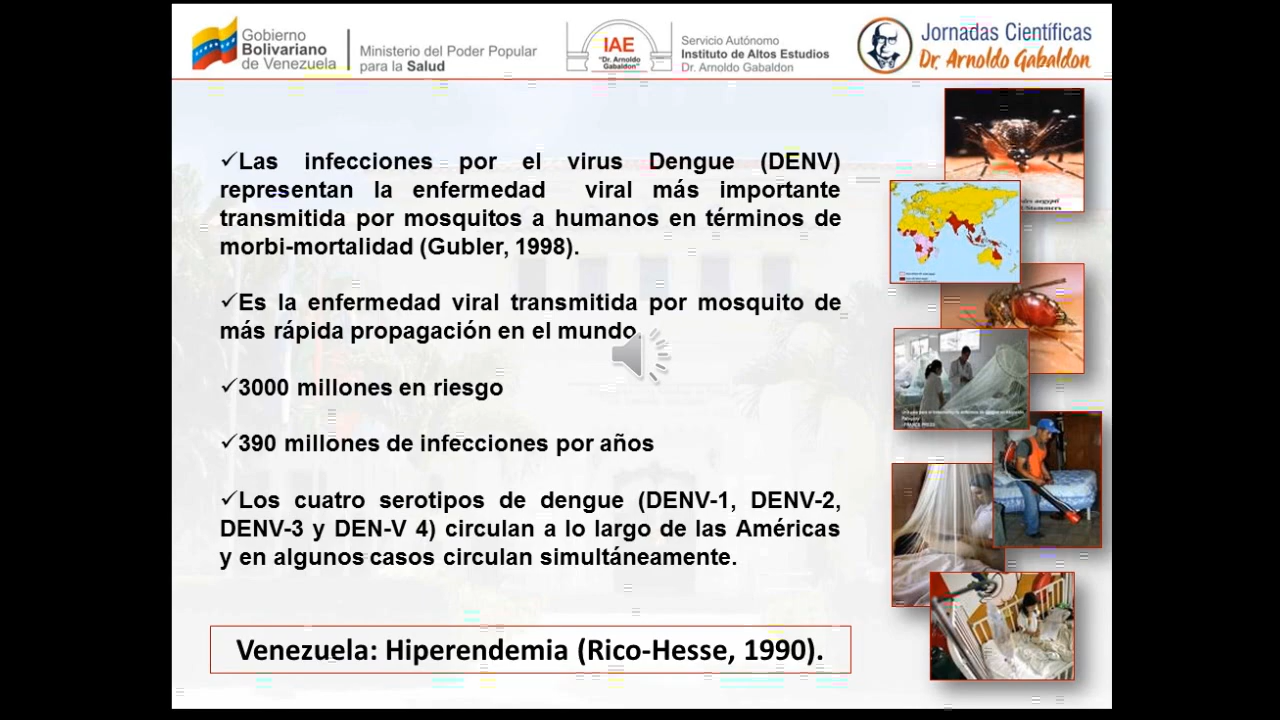 Gobierno
Bolivariano
de Venezuela
Ministerio del Poder Popular
para la Salud
IAE
"Dr. Arnoldo
Gabaldon"
Servicio Autónomo
Instituto de Altos Estudios
Dr. Arnoldo Gabaldon
Jornadas Científicas
Dr. Arnoldo Gabaldon
✓Las infecciones por el virus Dengue (DENV)
representan la enfermedad viral más importante
transmitida por mosquitos a humanos en términos de
morbi-mortalidad (Gubler, 1998).
✓Es la enfermedad viral transmitida por mosquito de
más rápida propagación en el mundo
✓3000 millones en riesgo
✓390 millones de infecciones por años
✓Los cuatro serotipos de dengue (DENV-1, DENV-2,
DENV-3 y DEN-V 4) circulan a lo largo de las Américas
y en algunos casos circulan simultáneamente.
Venezuela: Hiperendemia (Rico-Hesse, 1990).
aegypti